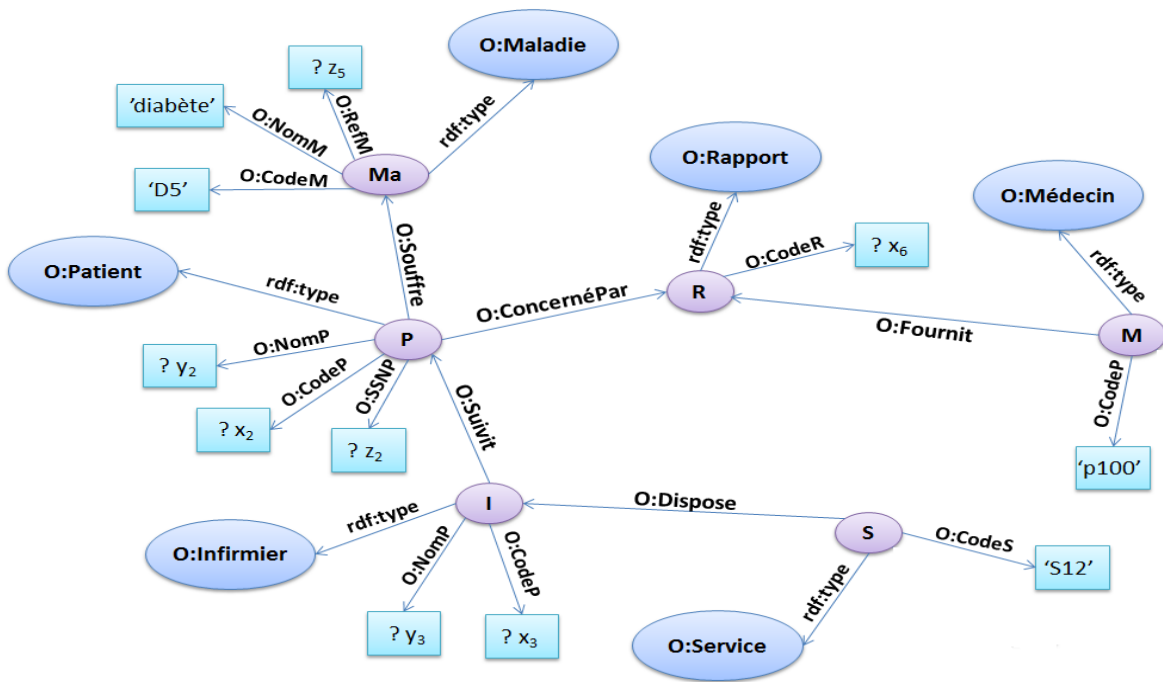 O:Maladie
? z5
'diabète'
O:NomM
O:RefM
rdf:type
O:Rapport
O:CodeM
Ma
'D5'
O:Médecin
O:Souffre
rdf:type
O:CodeR
? x6
rdf:type
O:Patient
rdf:type
O:ConcernéPar
R
O:Fournit
O:NomP
P
M
? y2
O:CodeP
O:SSNP
O:CodeP
? x2
O:Suivit
? z2
'p100'
I
O:Dispose
rdf:type
S
O:CodeS
O:Infirmier
O:NomP
O:CodeP
rdf:type
'S12'
? y3
? x3
O:Service